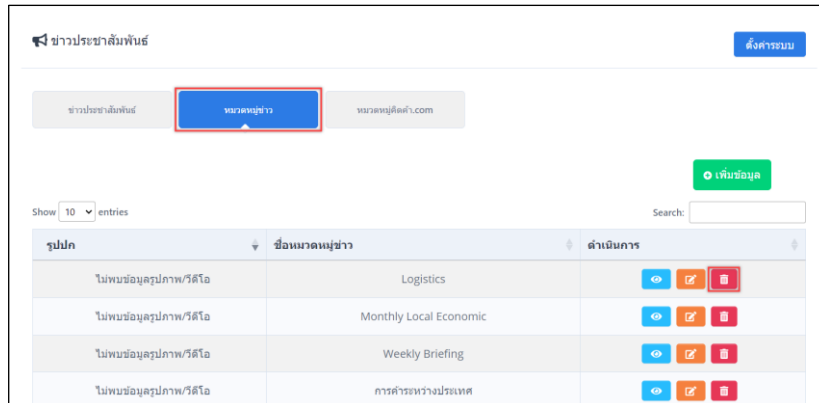 ข่าวประชาสัมพันธ์
ตั้งค่าระบบ
ข่าวประชาสัมพันธ์ หมวดหมู่ข่าว หมวดหมู่คิดค้า.com
เพิ่มข้อมูล
Show 10 entries Search:
รูปปก ชื่อหมวดหมู่ข่าว ดำเนินการ
ไม่พบข้อมูลรูปภาพ/วีดีโอ Logistics
ไม่พบข้อมูลรูปภาพ/วีดีโอ Monthly Local Economic
ไม่พบข้อมูลรูปภาพ/วีดีโอ Weekly Briefing
ไม่พบข้อมูลรูปภาพ/วีดีโอ การค้าระหว่างประเทศ